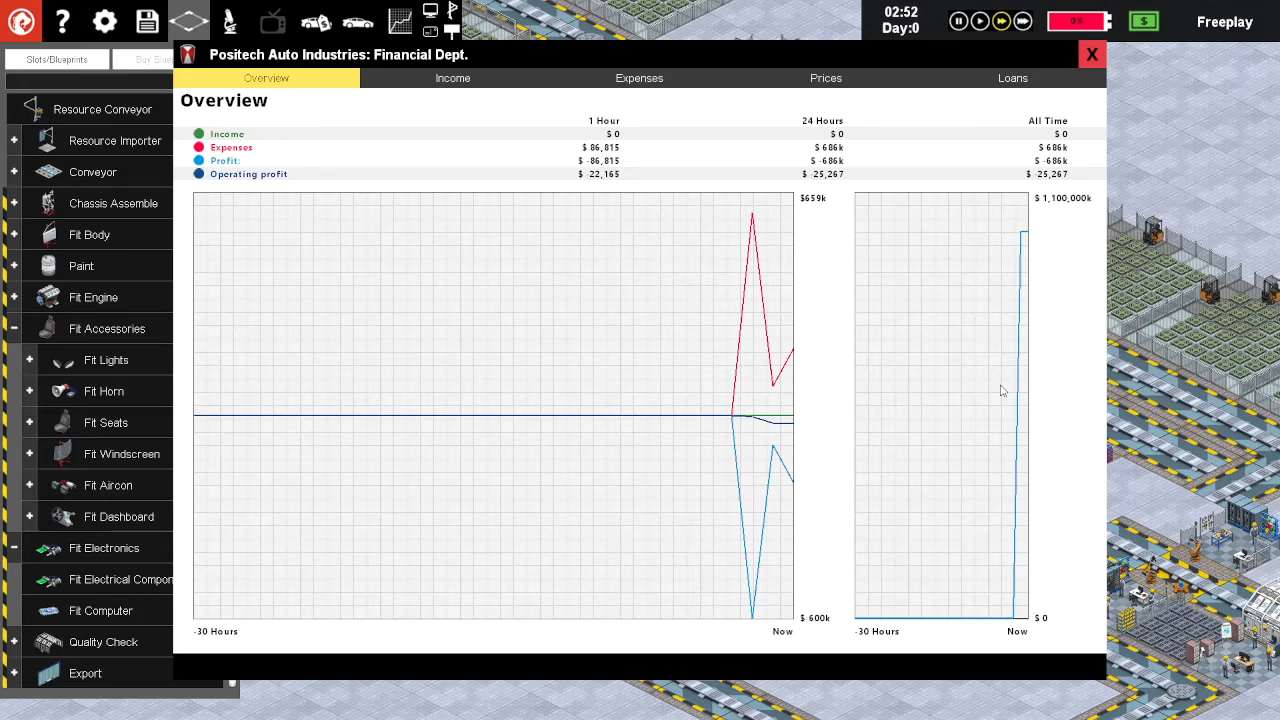 02:52
Day:0
0%
$
Freeplay
Positech Auto Industries: Financial Dept.
X
Slots/Blueprints
Buy Blue
Overview
Income
Expenses
Prices
Loans
Overview
1 Hour
24 Hours
All Time
Income
$ 0
$ 0
$ 0
Expenses
$ 86,815
$ 686k
$ 686k
Profit:
$ -86,815
$ -686k
$ -686k
Operating profit
$ -22,165
$ -25,267
$ -25,267
$659k
$ -600k
-30 Hours
Now
$ 1,100,000k
$ 0
-30 Hours
Now
Resource Conveyor
Resource Importer
Conveyor
Chassis Assemble
Fit Body
Paint
Fit Engine
Fit Accessories
Fit Lights
Fit Horn
Fit Seats
Fit Windscreen
Fit Aircon
Fit Dashboard
Fit Electronics
Fit Electrical Compon
Fit Computer
Quality Check
Export